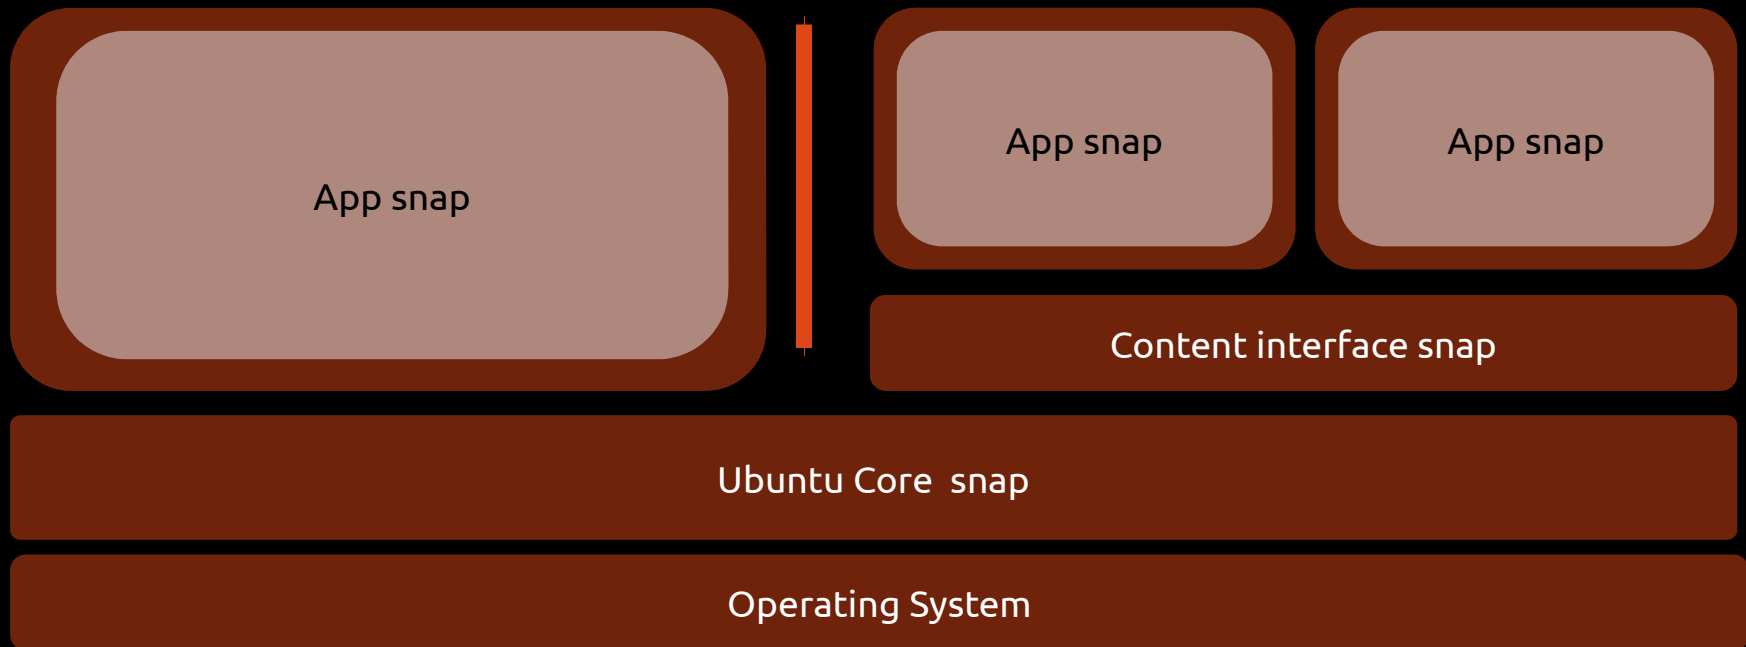 App snap
App snap
App snap
Content interface snap
Ubuntu Core  snap
Operating System